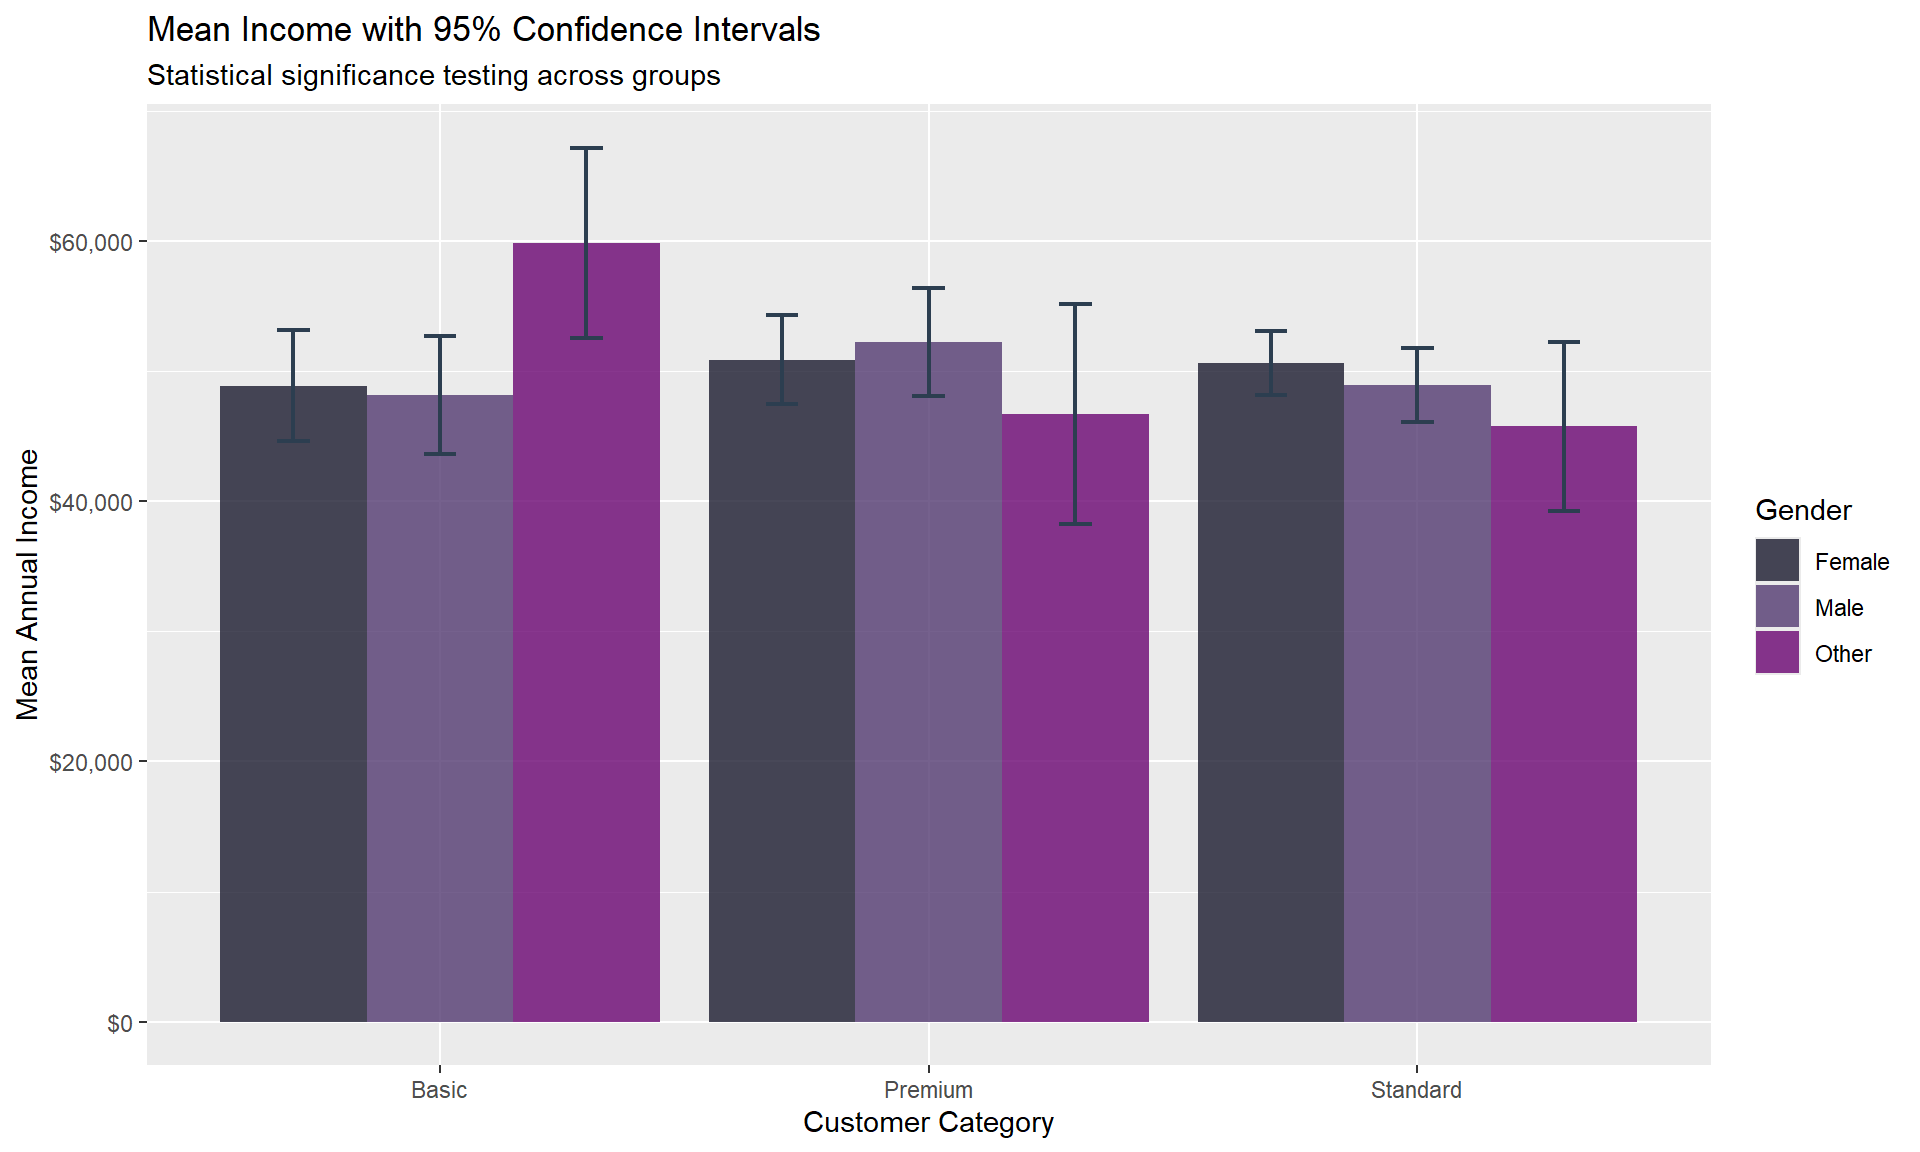 Mean Income with 95% Confidence Intervals
Statistical significance testing across groups
Mean Annual Income
$60,000
$40,000
$20,000
$0
Basic
Premium
Standard
Customer Category
Gender
Female
Male
Other